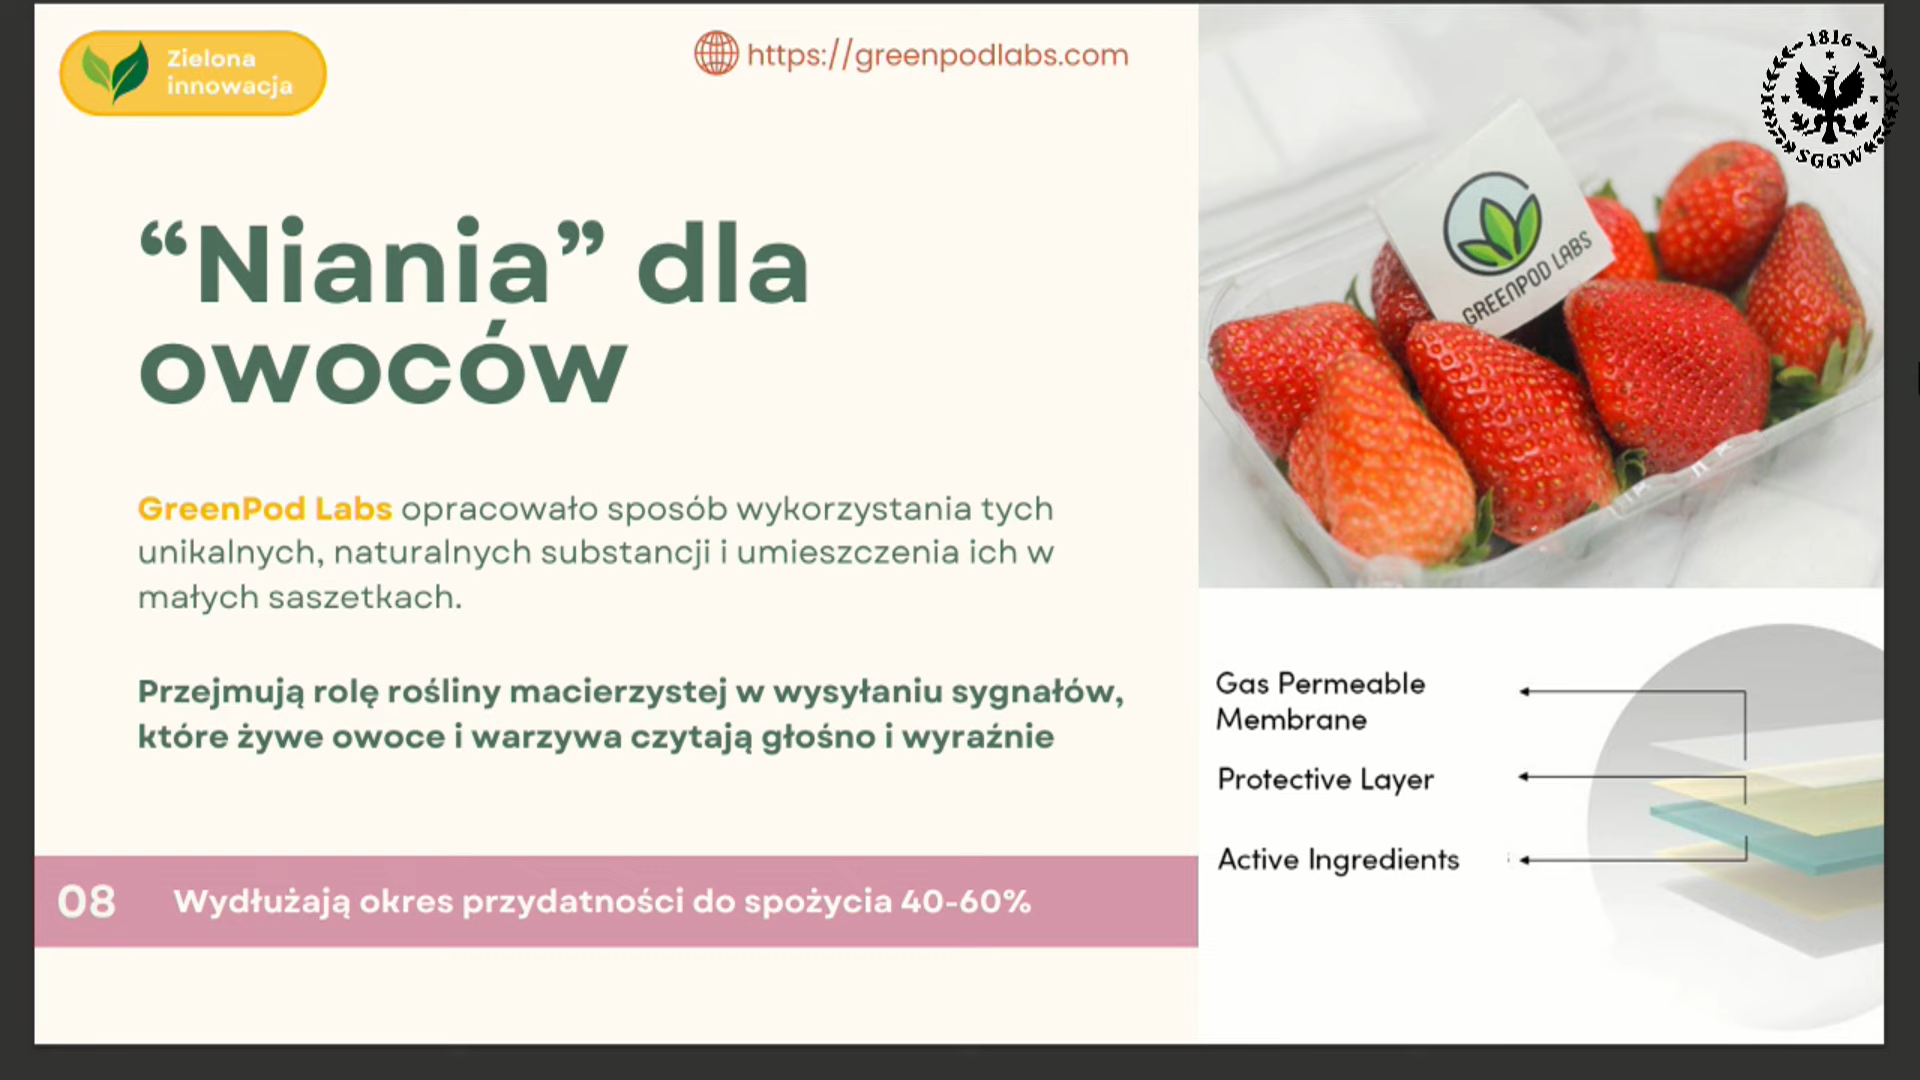 Zielona
innowacja
https://greenpodlabs.com
1816
SGGW
GREENPOD LABS
“Niania” dla
owoców
GreenPod Labs opracowało sposób wykorzystania tych
unikalnych, naturalnych substancji i umieszczenia ich w
małych saszetkach.
Przejmują rolę rośliny macierzystej w wysyłaniu sygnałów,
które żywe owoce i warzywa czytają głośno i wyraźnie
08 Wydłużają okres przydatności do spożycia 40-60%
Gas Permeable
Membrane
Protective Layer
Active Ingredients